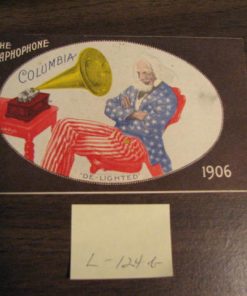 THE
GRAPHOPHONE
COLUMBIA
"DE-LIGHTED"
1906
L-124 b